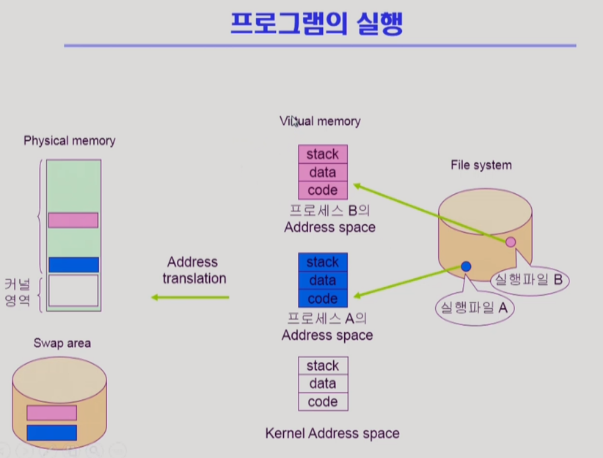 프로그램의 실행
Virtual memory
Physical memory
stack
data
code
프로세스 B의
Address space
File system
실행파일 B
실행파일 A
Address
translation
stack
data
code
프로세스 A의
Address space
커널
영역
Swap area
stack
data
code
Kernel Address space